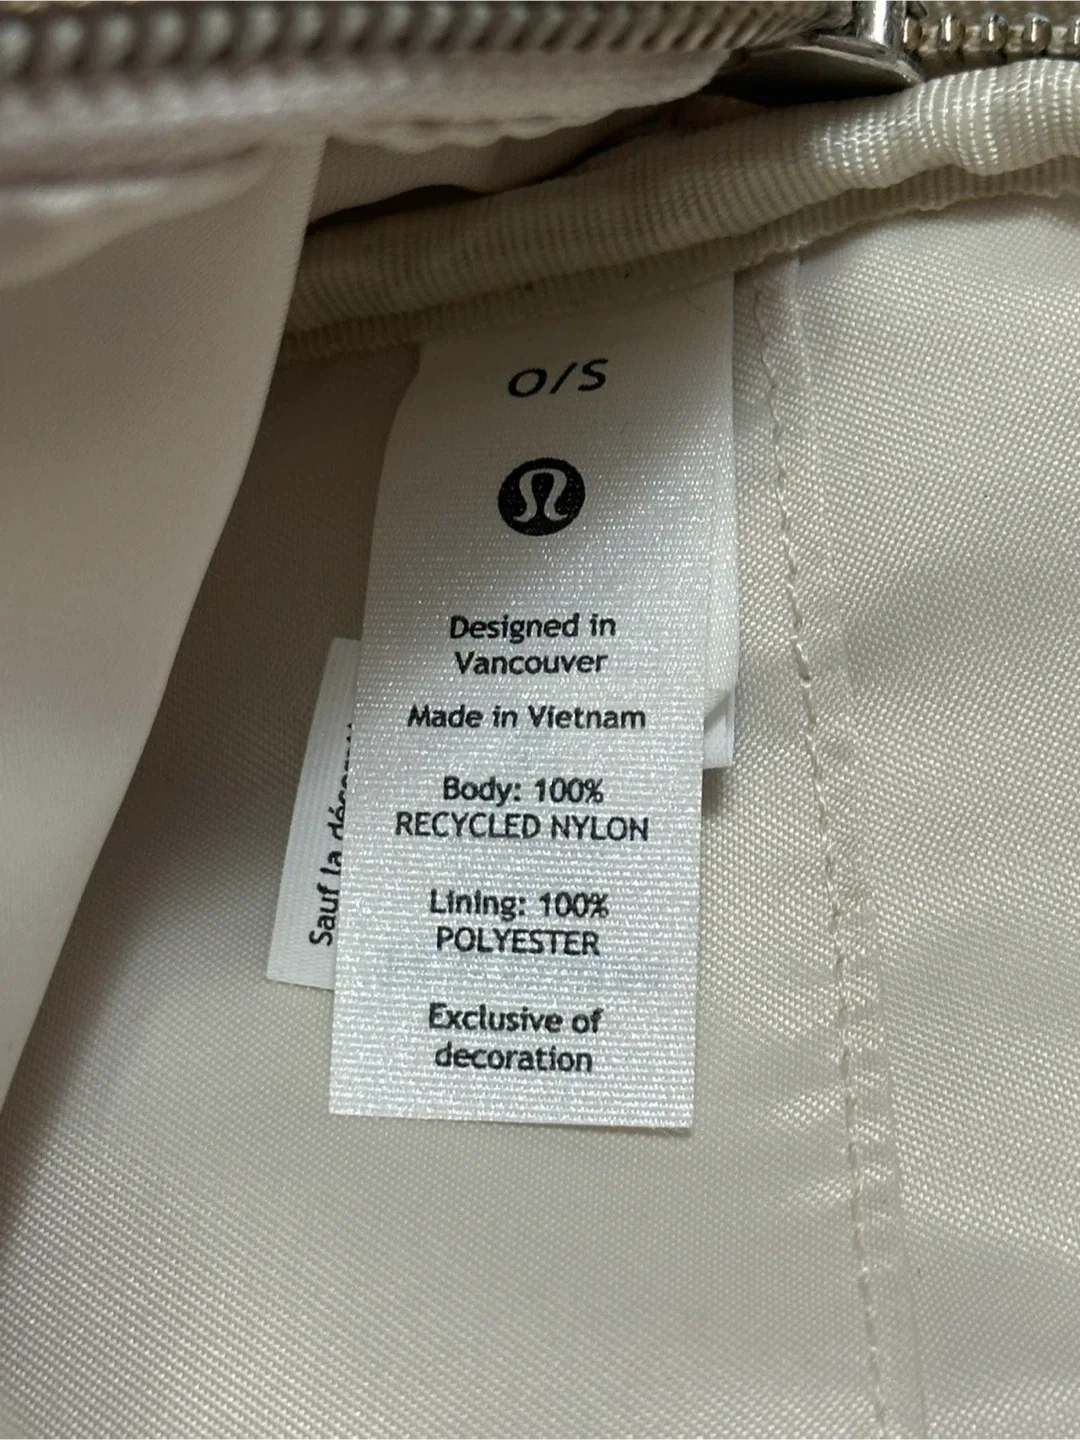 O/S
Designed in
Vancouver
Made in Vietnam
Body: 100%
RECYCLED NYLON
Lining: 100%
POLYESTER
Exclusive of
decoration
Sauf la